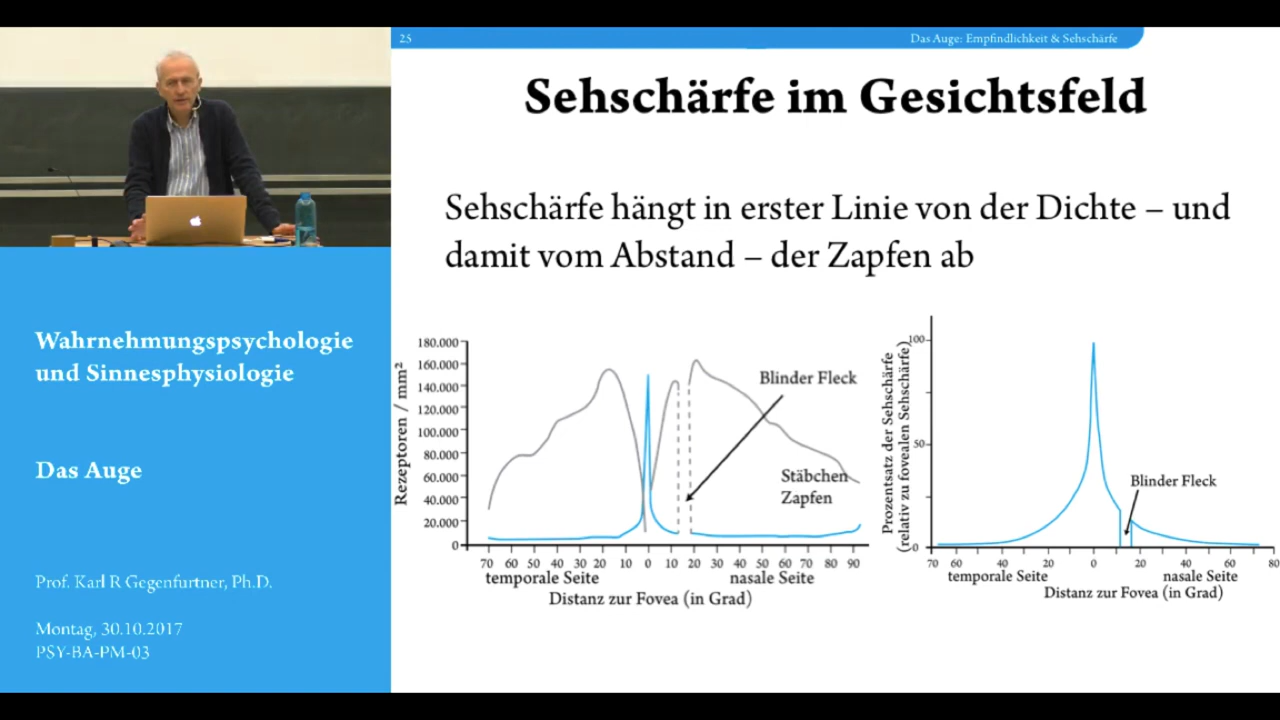 25
Das Auge: Empfindlichkeit & Sehschärfe
Sehschärfe im Gesichtsfeld
Sehschärfe hängt in erster Linie von der Dichte – und
damit vom Abstand – der Zapfen ab
Wahrnehmungspsychologie
und Sinnesphysiologie
Das Auge
Prof. Karl R Gegenfurtner, Ph.D.
Montag, 30.10.2017
PSY-BA-PM-03
Rezeptoren / mm²
180.000
160.000
140.000
120.000
100.000
80.000
60.000
40.000
20.000
0
Blinder Fleck
Stäbchen
Zapfen
70 60 50 40 30 20 10 0 10 20 30 40 50 60 70 80 90
temporale Seite nasale Seite
Distanz zur Fovea (in Grad)
Prozentsatz der Sehschärfe
(relativ zu fovealen Sehschärfe)
100
50
0
Blinder Fleck
70 60 40 20 0 20 40 60 80
temporale Seite nasale Seite
Distanz zur Fovea (in Grad)